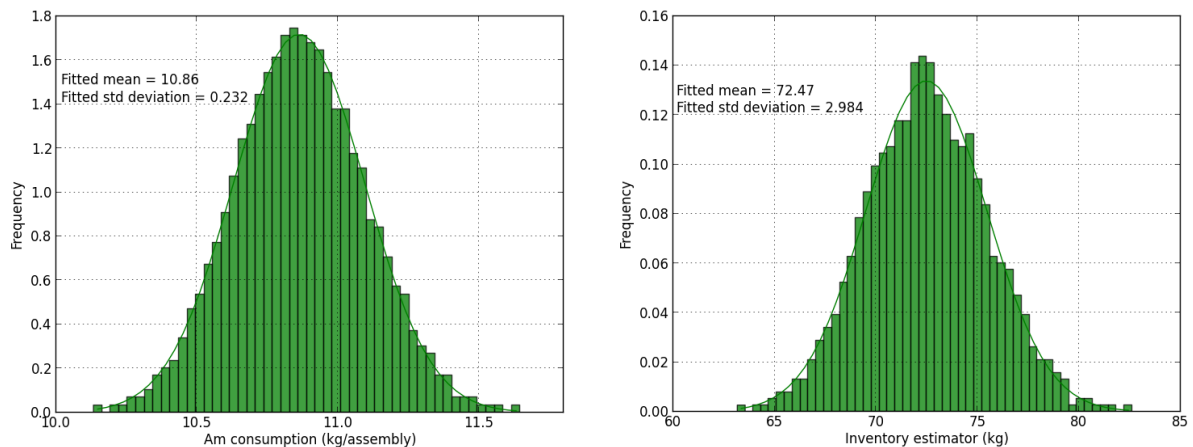 1.8
1.6
1.4
1.2
1.0
0.8
0.6
0.4
0.2
0.0
Frequency
Fitted mean = 10.86
Fitted std deviation = 0.232
10.0 10.5 11.0 11.5
Am consumption (kg/assembly)
0.16
0.14
0.12
0.10
0.08
0.06
0.04
0.02
0.00
Frequency
Fitted mean = 72.47
Fitted std deviation = 2.984
60 65 70 75 80 85
Inventory estimator (kg)